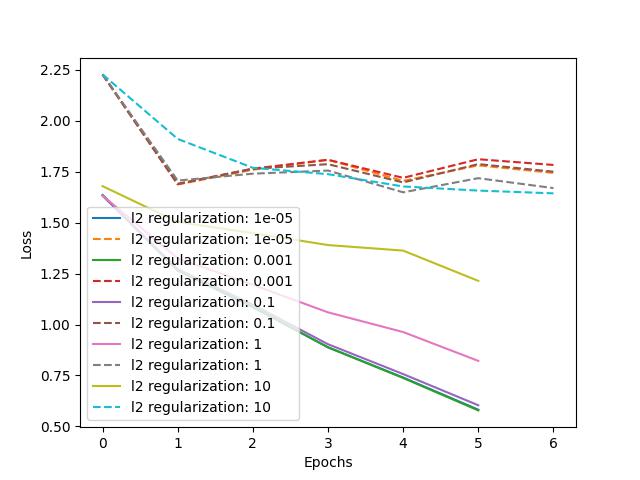 2.25
2.00
1.75
1.50
1.25
1.00
0.75
0.50
Loss
l2 regularization: 1e-05
l2 regularization: 1e-05
l2 regularization: 0.001
l2 regularization: 0.001
l2 regularization: 0.1
l2 regularization: 0.1
l2 regularization: 1
l2 regularization: 1
l2 regularization: 10
l2 regularization: 10
0 1 2 3 4 5 6
Epochs